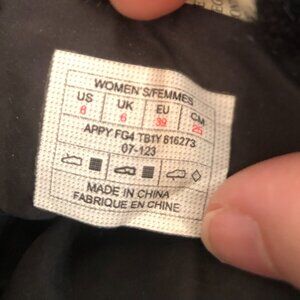 WOMEN'S/FEMMES
US UK EU CM
8 6 39 25
APPY FG4 TB1Y 816273
07-123
MADE IN CHINA
FABRIQUE EN CHINE